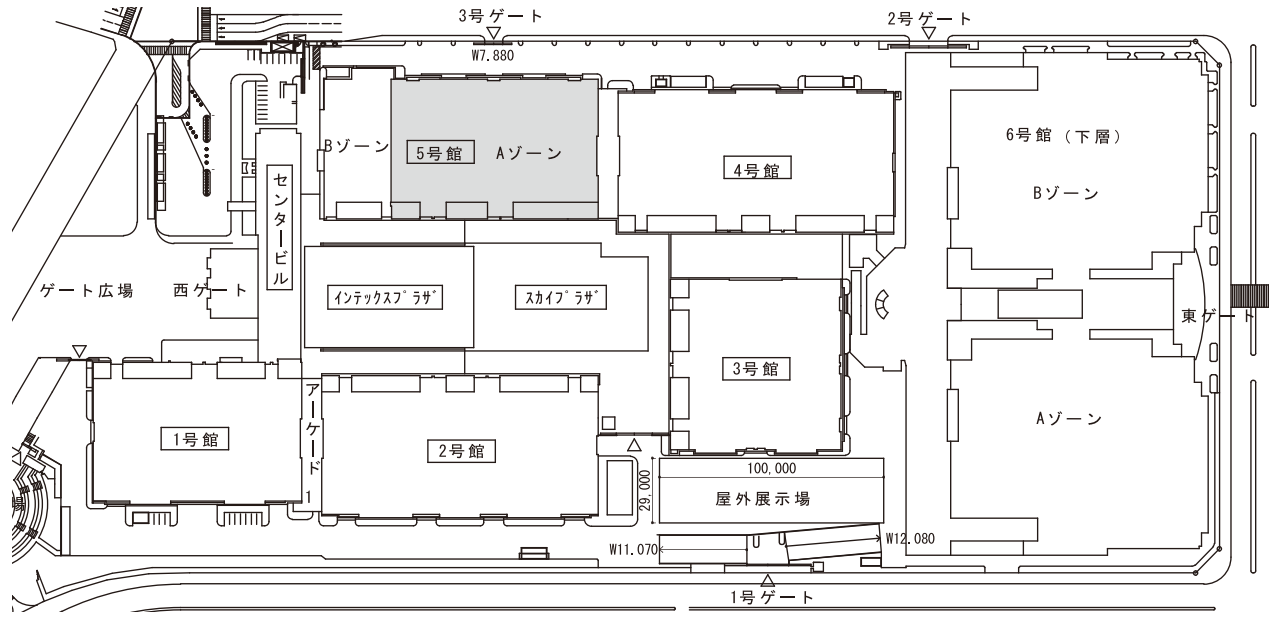 3号ゲート
2号ゲート
W7.880
6号館（下層）
Bゾーン
5号館
Aゾーン
4号館
Bゾーン
センタービル
ゲート広場
西ゲート
インテックスプラザ
スカイプラザ
東ゲート
3号館
アーケード1
1号館
2号館
Aゾーン
100,000
29,000
屋外展示場
場
W11.070
W12.080
1号ゲート